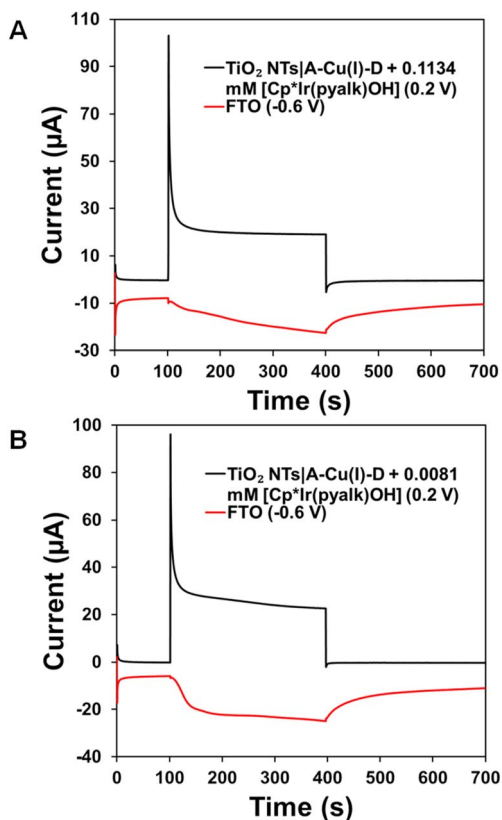 A
110
90
70
50
30
10
-10
-30
Current (µA)
TiO2 NTs|A-Cu(I)-D + 0.1134
mM [Cp*Ir(pyalk)OH] (0.2 V)
FTO (-0.6 V)
0 100 200 300 400 500 600 700
Time (s)
B
100
80
60
40
20
0
-20
-40
Current (µA)
TiO2 NTs|A-Cu(I)-D + 0.0081
mM [Cp*Ir(pyalk)OH] (0.2 V)
FTO (-0.6 V)
0 100 200 300 400 500 600 700
Time (s)